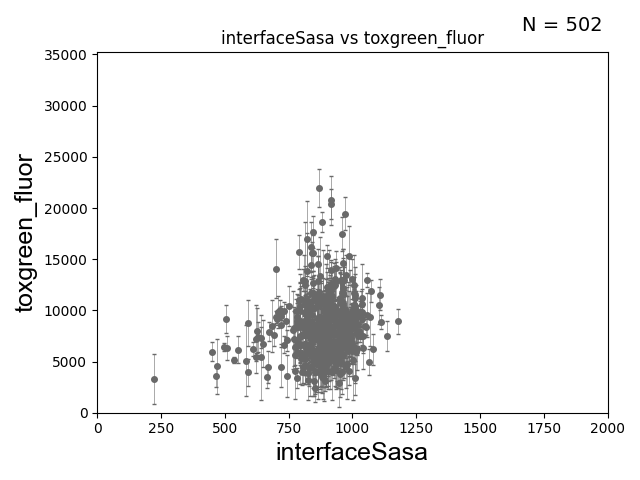 N = 502
interfaceSasa vs toxgreen_fluor
35000
30000
25000
20000
15000
10000
5000
0
toxgreen_fluor
0 250 500 750 1000 1250 1500 1750 2000
interfaceSasa